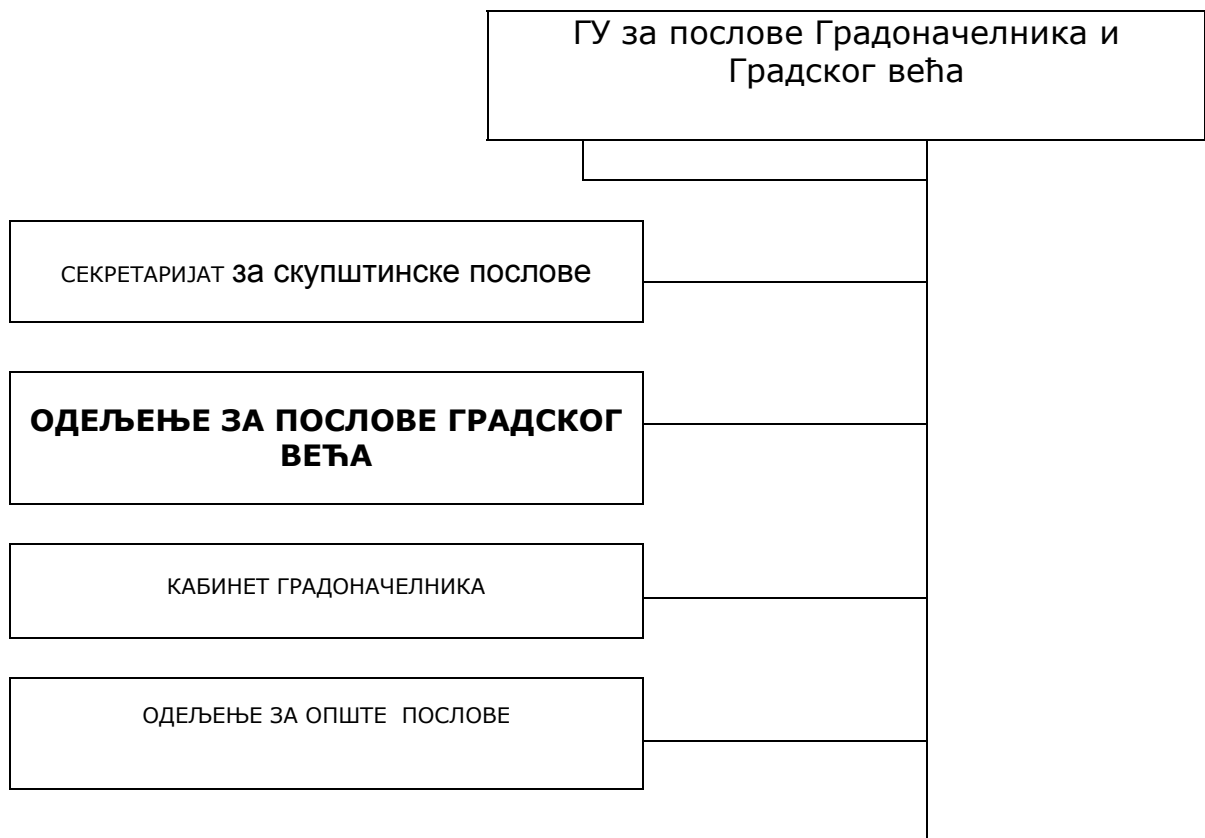 ГУ за послове Градоначелника и
Градског већа
СЕКРЕТАРИЈАТ за скупштинске послове
ОДЕЉЕЊЕ ЗА ПОСЛОВЕ ГРАДСКОГ
ВЕЋА
КАБИНЕТ ГРАДОНАЧЕЛНИКА
ОДЕЉЕЊЕ ЗА ОПШТЕ ПОСЛОВЕ